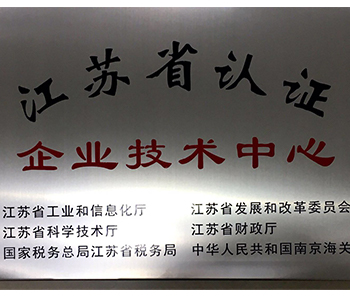 江苏省认证
企业技术中心
江苏省工业和信息化厅 江苏省发展和改革委员会
江苏省科学技术厅 江苏省财政厅
国家税务总局江苏省税务局 中华人民共和国南京海关